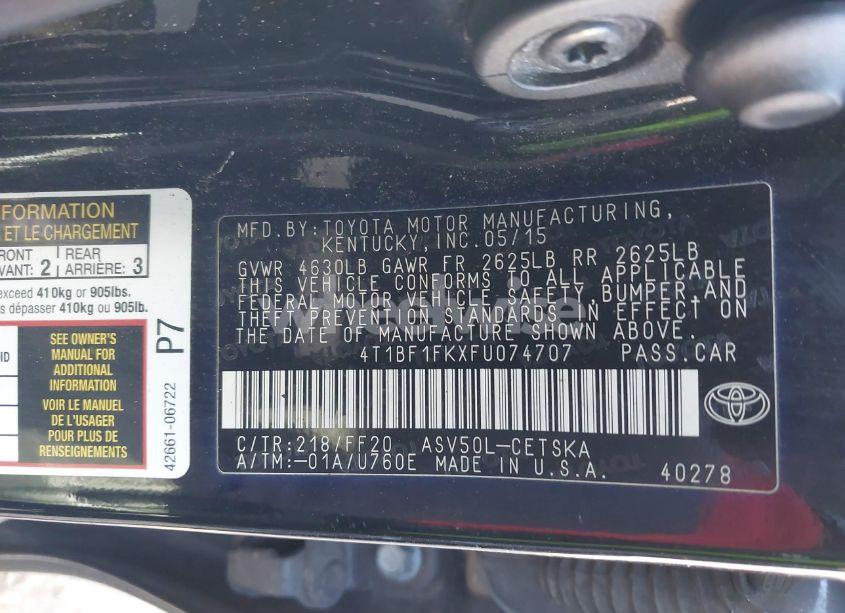 FORMATION
ET LE CHARGEMENT
FRONT
REAR
VANT: 2
ARRIÈRE: 3
exceed 410kg or 905lbs.
s dépasser 410kg ou 905lb.
SEE OWNER'S
MANUAL FOR
ADDITIONAL
INFORMATION
VOIR LE MANUEL
DE L'USAGER
POUR PLUS DE
RENSEIGNEMENTS
P7
42661-06722
MFD. BY: TOYOTA MOTOR MANUFACTURING,
KENTUCKY, INC. 05/15
GVWR 4630LB GAWR FR 2625LB RR 2625LB
THIS VEHICLE CONFORMS TO ALL APPLICABLE
FEDERAL MOTOR VEHICLE SAFETY, BUMPER, AND
THEFT PREVENTION STANDARDS IN EFFECT ON
THE DATE OF MANUFACTURE SHOWN ABOVE.
4T1BF1FKXFU074707 PASS. CAR
C/TR: 218/FF20 ASV50L-CETSKA
A/TM: -01A/U760E MADE IN U.S.A.
40278